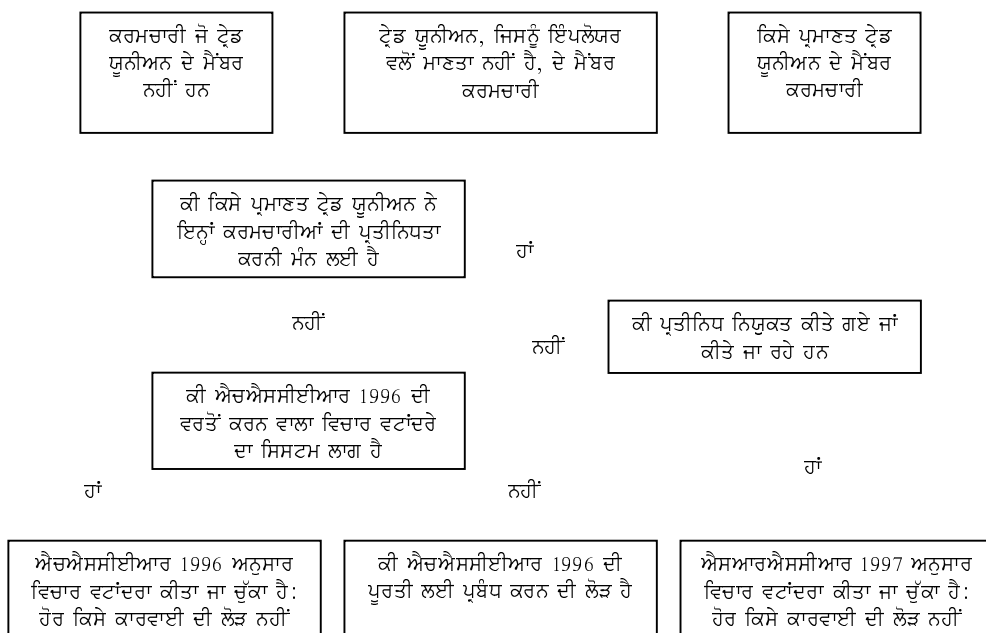 ਕਰਮਚਾਰੀ ਜੋ ਟ੍ਰੇਡ
ਯੂਨੀਅਨ ਦੇ ਮੈਂਬਰ
ਨਹੀਂ ਹਨ
ਟ੍ਰੇਡ ਯੂਨੀਅਨ, ਜਿਸਨੂੰ ਇੰਪਲੋਯਰ
ਵਲੋਂ ਮਾਣਤਾ ਨਹੀਂ ਹੈ, ਦੇ ਮੈਂਬਰ
ਕਰਮਚਾਰੀ
ਕਿਸੇ ਪ੍ਰਮਾਣਤ ਟ੍ਰੇਡ
ਯੂਨੀਅਨ ਦੇ ਮੈਂਬਰ
ਕਰਮਚਾਰੀ
ਕੀ ਕਿਸੇ ਪ੍ਰਮਾਣਤ ਟ੍ਰੇਡ ਯੂਨੀਅਨ ਨੇ
ਇਨ੍ਹਾਂ ਕਰਮਚਾਰੀਆਂ ਦੀ ਪ੍ਰਤੀਨਿਧਤਾ
ਕਰਨੀ ਮੰਨ ਲਈ ਹੈ
ਹਾਂ
ਨਹੀਂ
ਨਹੀਂ
ਕੀ ਪ੍ਰਤੀਨਿਧ ਨਿਯੁਕਤ ਕੀਤੇ ਗਏ ਜਾਂ
ਕੀਤੇ ਜਾ ਰਹੇ ਹਨ
ਕੀ ਐਚਐਸਸੀਈਆਰ 1996 ਦੀ
ਵਰਤੋਂ ਕਰਨ ਵਾਲਾ ਵਿਚਾਰ ਵਟਾਂਦਰੇ
ਦਾ ਸਿਸਟਮ ਲਾਗ ਹੈ
ਹਾਂ
ਨਹੀਂ
ਹਾਂ
ਐਚਐਸਸੀਈਆਰ 1996 ਅਨੁਸਾਰ
ਵਿਚਾਰ ਵਟਾਂਦਰਾ ਕੀਤਾ ਜਾ ਚੁੱਕਾ ਹੈ:
ਹੋਰ ਕਿਸੇ ਕਾਰਵਾਈ ਦੀ ਲੋੜ ਨਹੀਂ
ਕੀ ਐਚਐਸਸੀਈਆਰ 1996 ਦੀ
ਪੂਰਤੀ ਲਈ ਪ੍ਰਬੰਧ ਕਰਨ ਦੀ ਲੋੜ ਹੈ
ਐਸਆਰਐਸਸੀਆਰ 1997 ਅਨੁਸਾਰ
ਵਿਚਾਰ ਵਟਾਂਦਰਾ ਕੀਤਾ ਜਾ ਚੁੱਕਾ ਹੈ:
ਹੋਰ ਕਿਸੇ ਕਾਰਵਾਈ ਦੀ ਲੋੜ ਨਹੀਂ